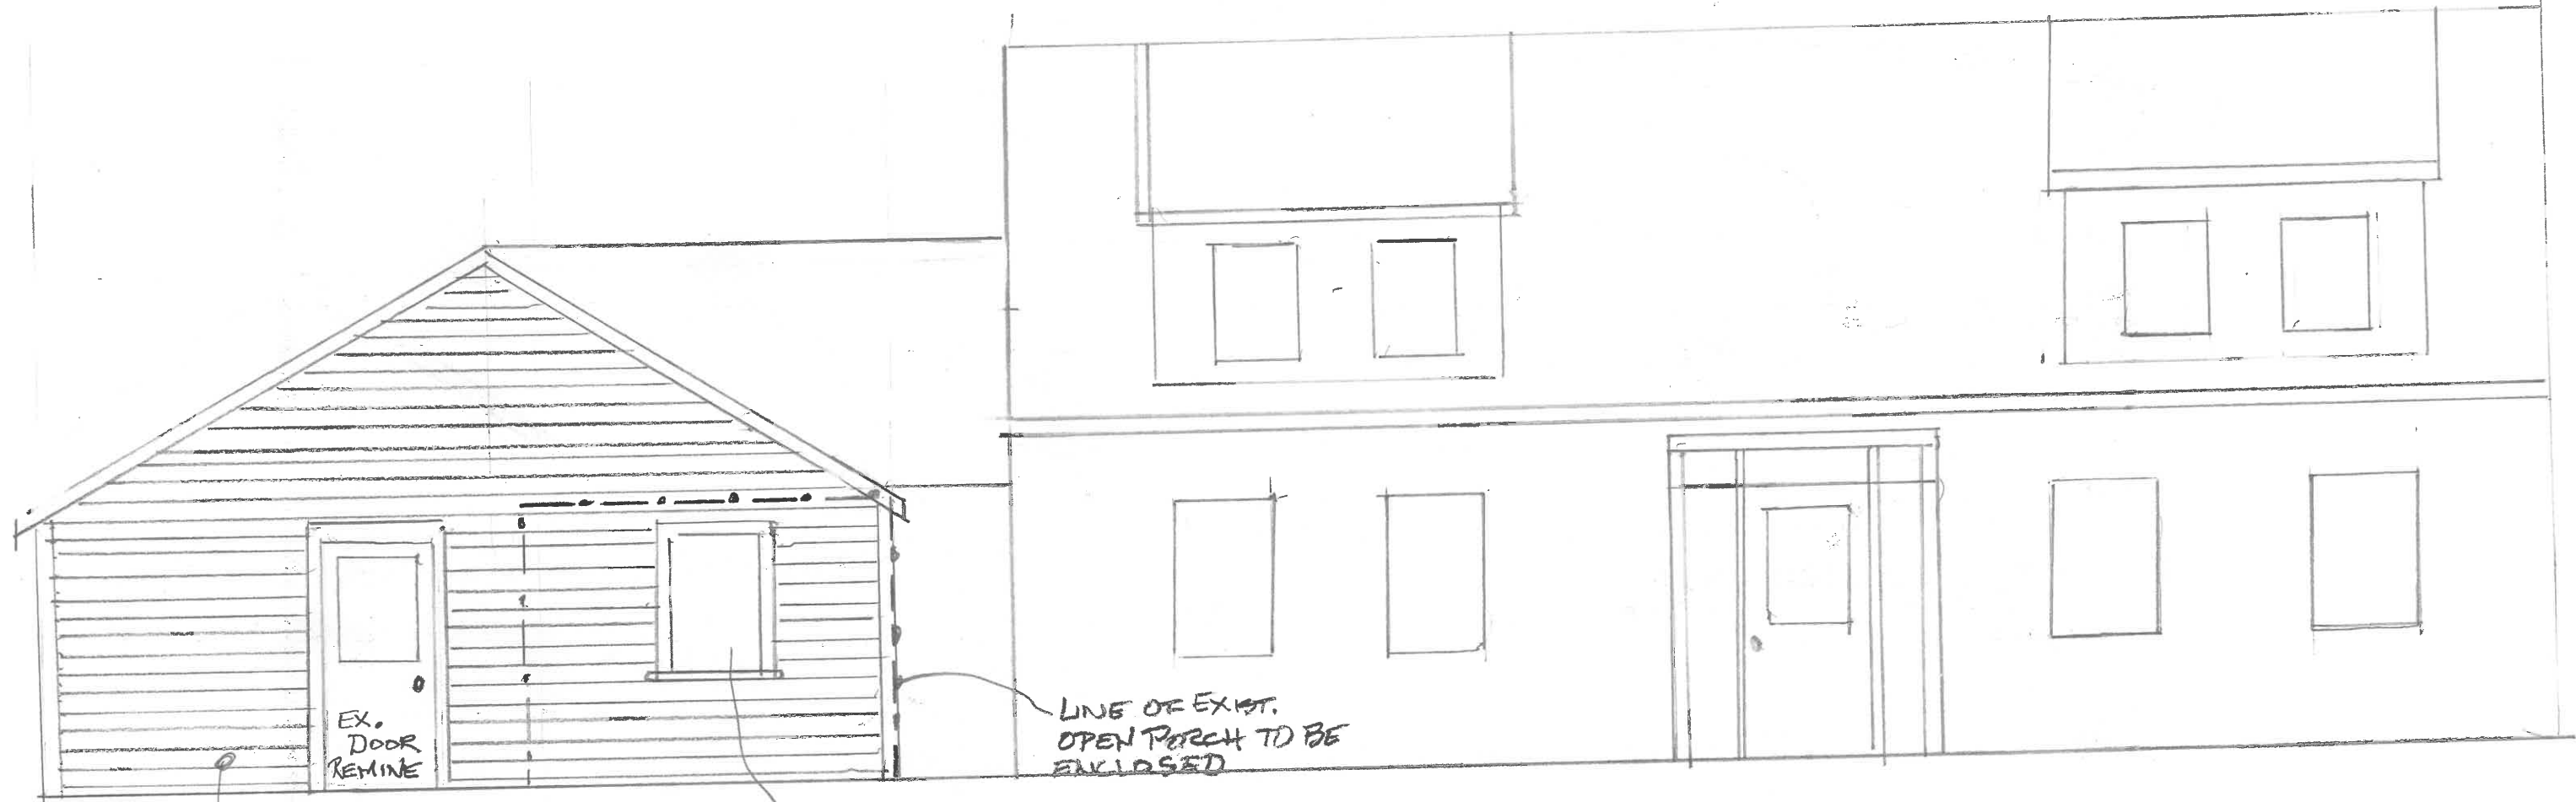 EX.
DOOR
REMINE
LINE OF EXIST.
OPEN PORCH TO BE
ENCLOSED